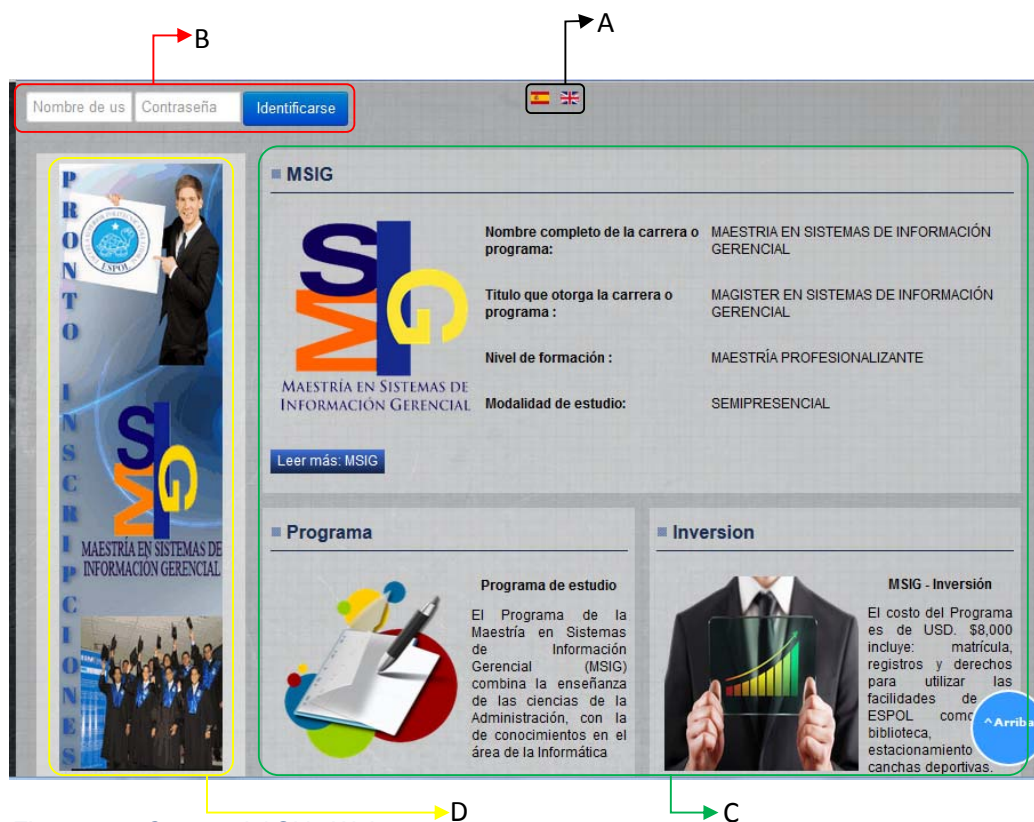 B
A
Nombre de us
Contraseña
Identificarse
PRONTO INSCRIPCIONES
ESPOL
MSIG
MAESTRÍA EN SISTEMAS DE
INFORMACIÓN GERENCIAL
MSIG
MSIG
MAESTRÍA EN SISTEMAS DE
INFORMACIÓN GERENCIAL
Nombre completo de la carrera o
programa:
MAESTRIA EN SISTEMAS DE INFORMACIÓN
GERENCIAL
Titulo que otorga la carrera o
programa :
MAGISTER EN SISTEMAS DE INFORMACIÓN
GERENCIAL
Nivel de formación :
MAESTRÍA PROFESIONALIZANTE
Modalidad de estudio:
SEMIPRESENCIAL
Leer más: MSIG
Programa
Programa de estudio
El Programa de la
Maestría en Sistemas
de Información
Gerencial (MSIG)
combina la enseñanza
de las ciencias de la
Administración, con la
de conocimientos en el
área de la Informática
Inversion
MSIG - Inversión
El costo del Programa
es de USD. $8,000
incluye: matrícula,
registros y derechos
para utilizar las
facilidades de
ESPOL como
biblioteca,
estacionamiento
canchas deportivas.
^Arriba
D
C